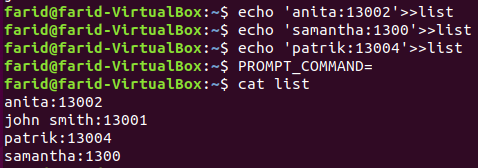 farid@farid-VirtualBox:~$ echo 'anita:13002'>>list
farid@farid-VirtualBox:~$ echo 'samantha:1300'>>list
farid@farid-VirtualBox:~$ echo 'patrik:13004'>>list
farid@farid-VirtualBox:~$ PROMPT_COMMAND=
farid@farid-VirtualBox:~$ cat list
anita:13002
john smith:13001
patrik:13004
samantha:1300